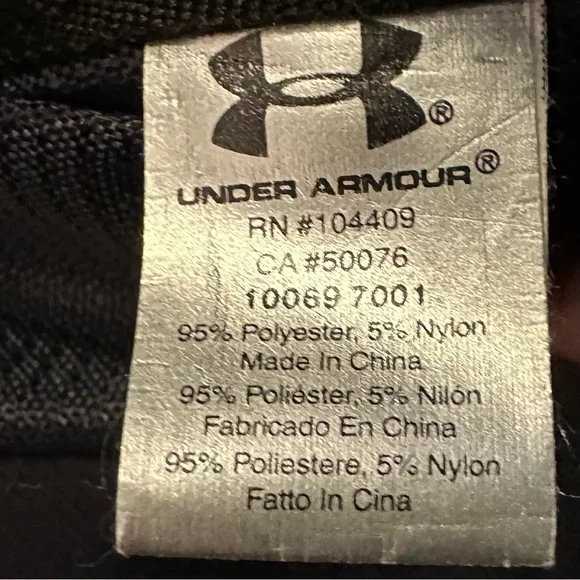 ®
UNDER ARMOUR®
RN #104409
CA #50076
10069 7001
95% Polyester, 5% Nylon
Made In China
95% Poliéster, 5% Nilón
Fabricado En China
95% Poliestere, 5% Nylon
Fatto In Cina